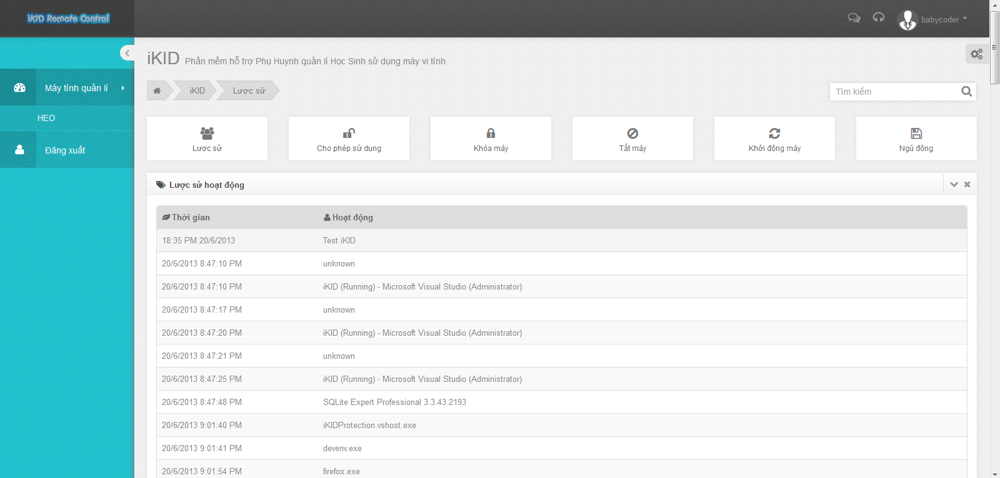 iKID Remote Control
babycoder
iKID Phần mềm hỗ trợ Phụ Huynh quản lí Học Sinh sử dụng máy vi tính
Máy tính quản lí
HEO
Đăng xuất
iKID
Lược sử
Tìm kiếm
Lược sử
Cho phép sử dụng
Khóa máy
Tắt máy
Khởi động máy
Ngủ đông
Lược sử hoạt động
Thời gian Hoạt động
18:35 PM 20/6/2013 Test iKID
20/6/2013 8:47:10 PM unknown
20/6/2013 8:47:10 PM iKID (Running) - Microsoft Visual Studio (Administrator)
20/6/2013 8:47:17 PM unknown
20/6/2013 8:47:20 PM iKID (Running) - Microsoft Visual Studio (Administrator)
20/6/2013 8:47:21 PM unknown
20/6/2013 8:47:25 PM iKID (Running) - Microsoft Visual Studio (Administrator)
20/6/2013 8:47:48 PM SQLite Expert Professional 3.3.43.2193
20/6/2013 9:01:40 PM iKIDProtection.vshost.exe
20/6/2013 9:01:41 PM devenv.exe
20/6/2013 9:01:54 PM firefox.exe